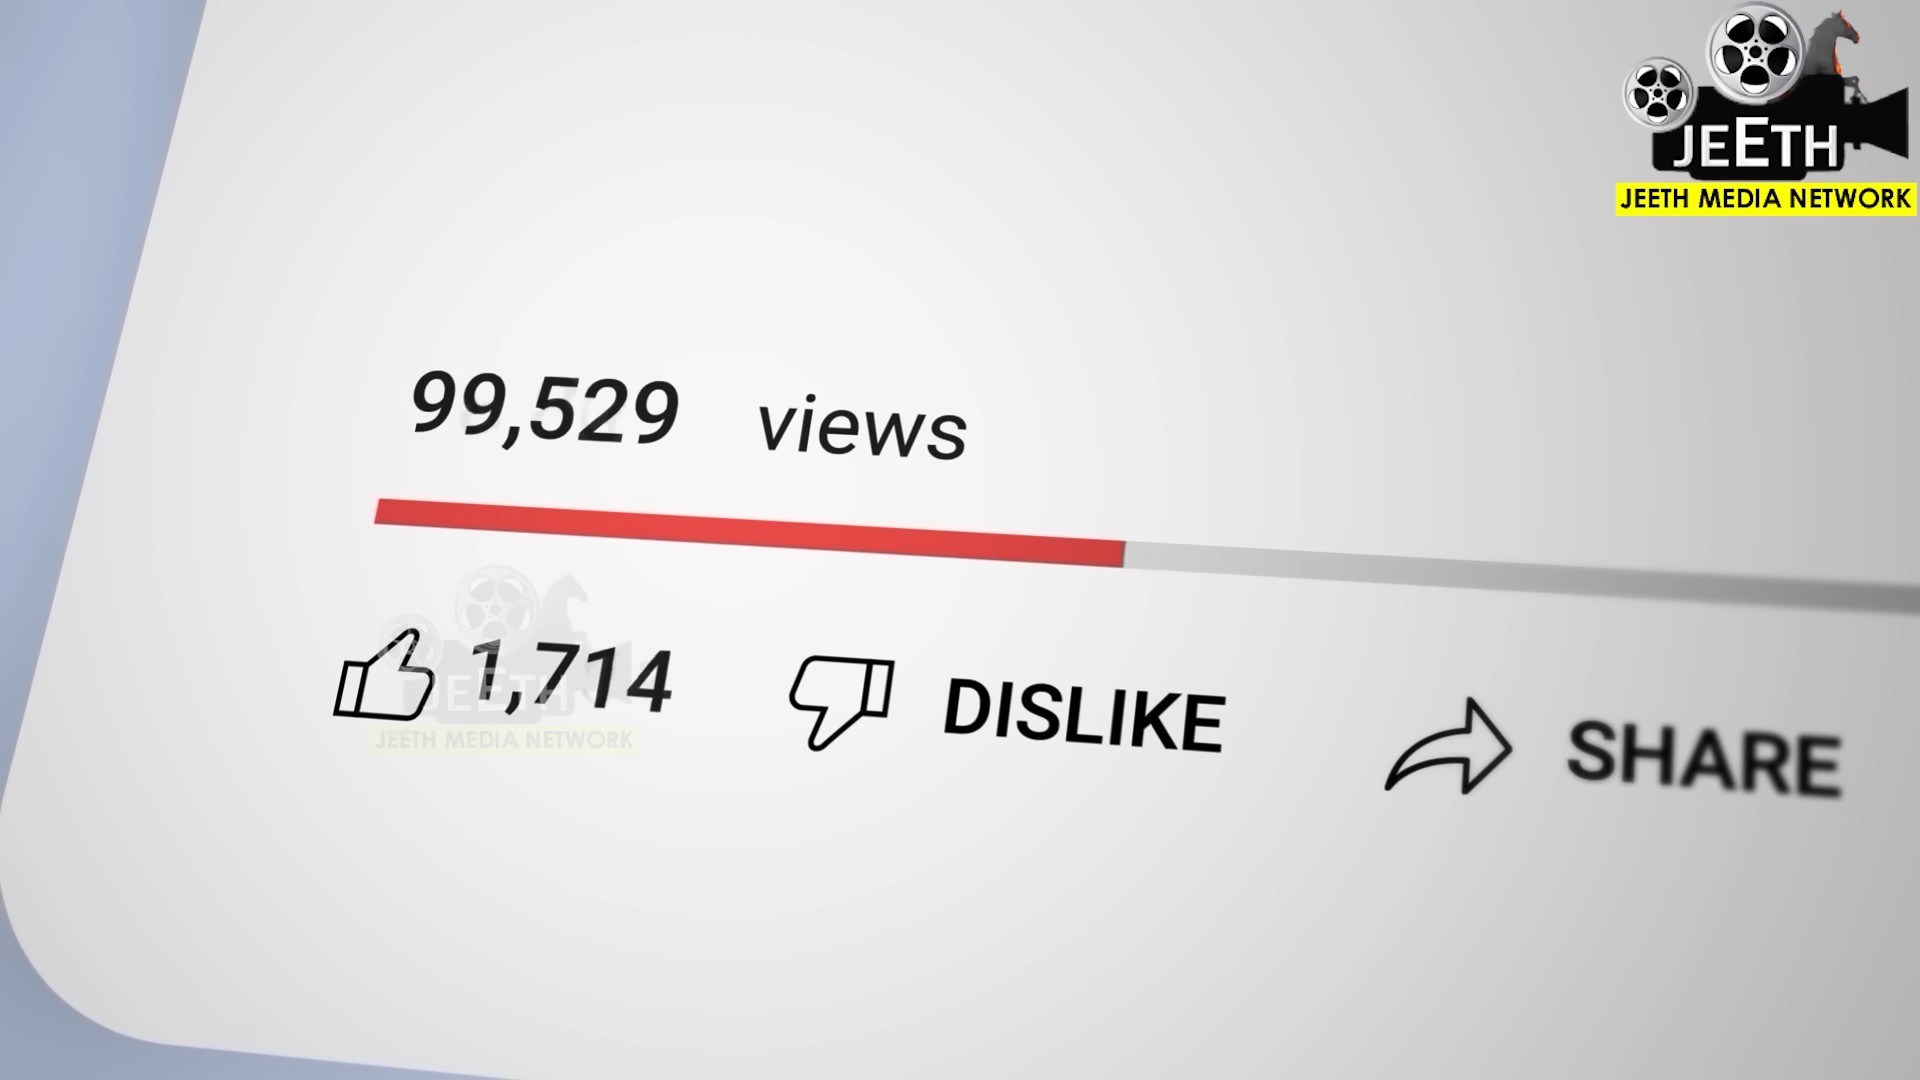 JEETH
JEETH MEDIA NETWORK
99,529 views
1,714 DISLIKE SHARE
JEETH
JEETH MEDIA NETWORK